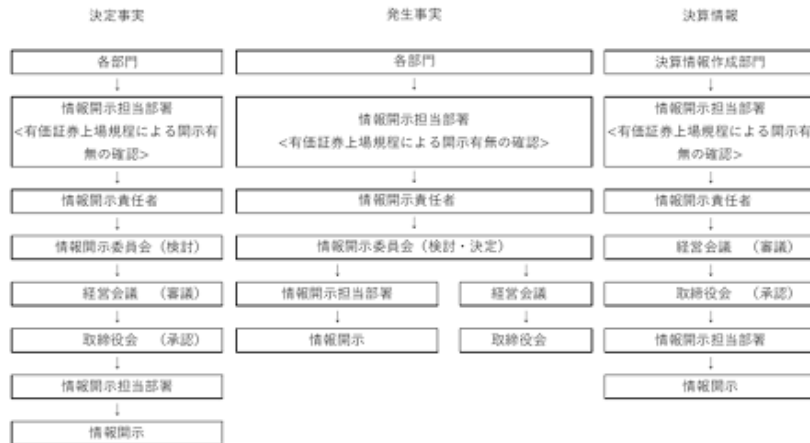 決定事実
各部門
↓
情報開示担当部署
<有価証券上場規程による開示有
無の確認>
↓
情報開示責任者
↓
情報開示委員会（検討）
↓
経営会議　（審議）
↓
取締役会　（承認）
↓
情報開示担当部署
↓
情報開示
発生事実
各部門
↓
情報開示担当部署
<有価証券上場規程による開示有無の確認>
↓
情報開示責任者
↓
情報開示委員会（検討・決定）
↓
情報開示担当部署
↓
情報開示
↓
経営会議
↓
取締役会
決算情報
決算情報作成部門
↓
情報開示担当部署
<有価証券上場規程による開示有
無の確認>
↓
情報開示責任者
↓
経営会議　（審議）
↓
取締役会　（承認）
↓
情報開示担当部署
↓
情報開示